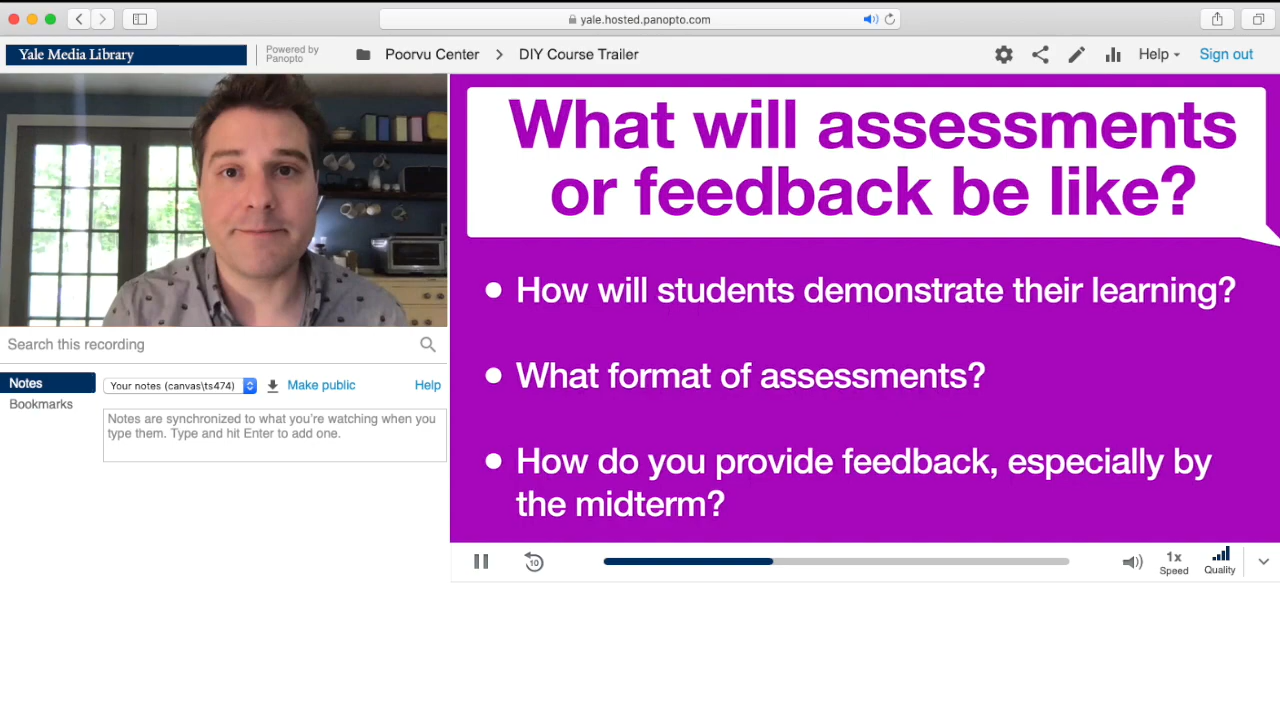 yale.hosted.panopto.com
Yale Media Library
Powered by
Panopto
Poorvu Center
DIY Course Trailer
Help
Sign out
What will assessments
or feedback be like?
How will students demonstrate their learning?
What format of assessments?
How do you provide feedback, especially by
the midterm?
Search this recording
Notes
Your notes (canvas\ts474)
Make public
Help
Bookmarks
Notes are synchronized to what you're watching when you
type them. Type and hit Enter to add one.
10
1x
Speed
Quality